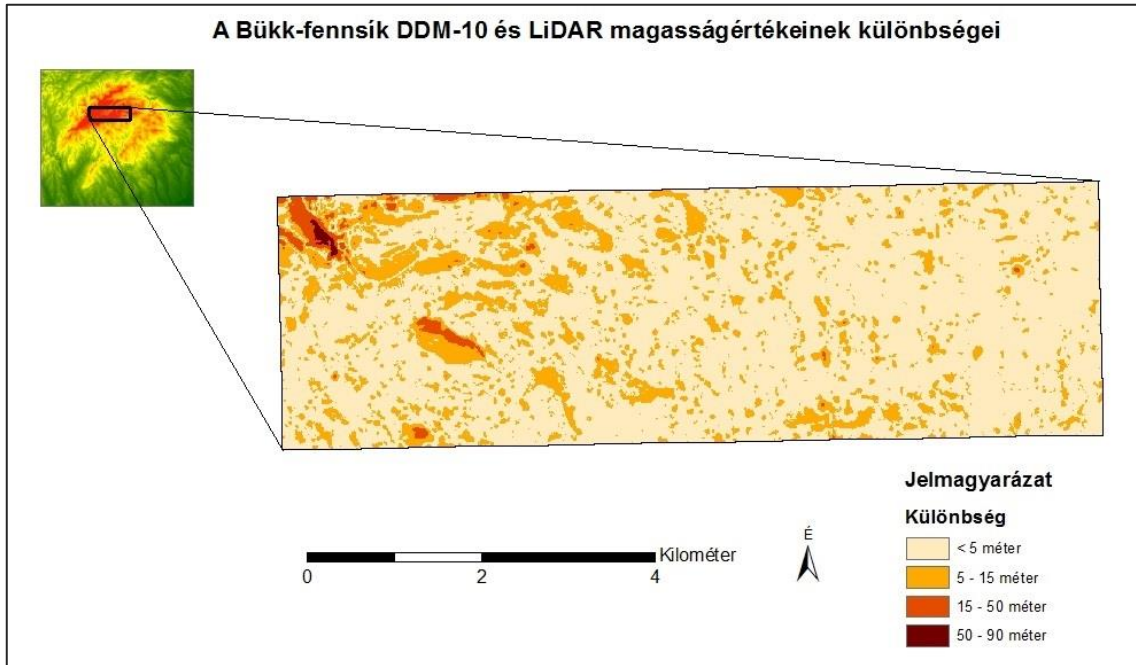 A Bükk-fennsík DDM-10 és LiDAR magasságértékeinek különbségei
Jelmagyarázat
Különbség
< 5 méter
5 - 15 méter
15 - 50 méter
50 - 90 méter
Kilométer
0 2 4
É